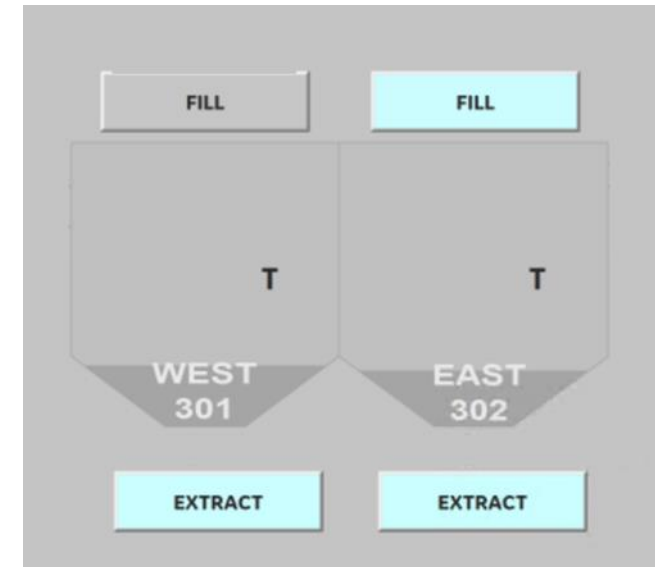 FILL
FILL
T
T
WEST
301
EAST
302
EXTRACT
EXTRACT